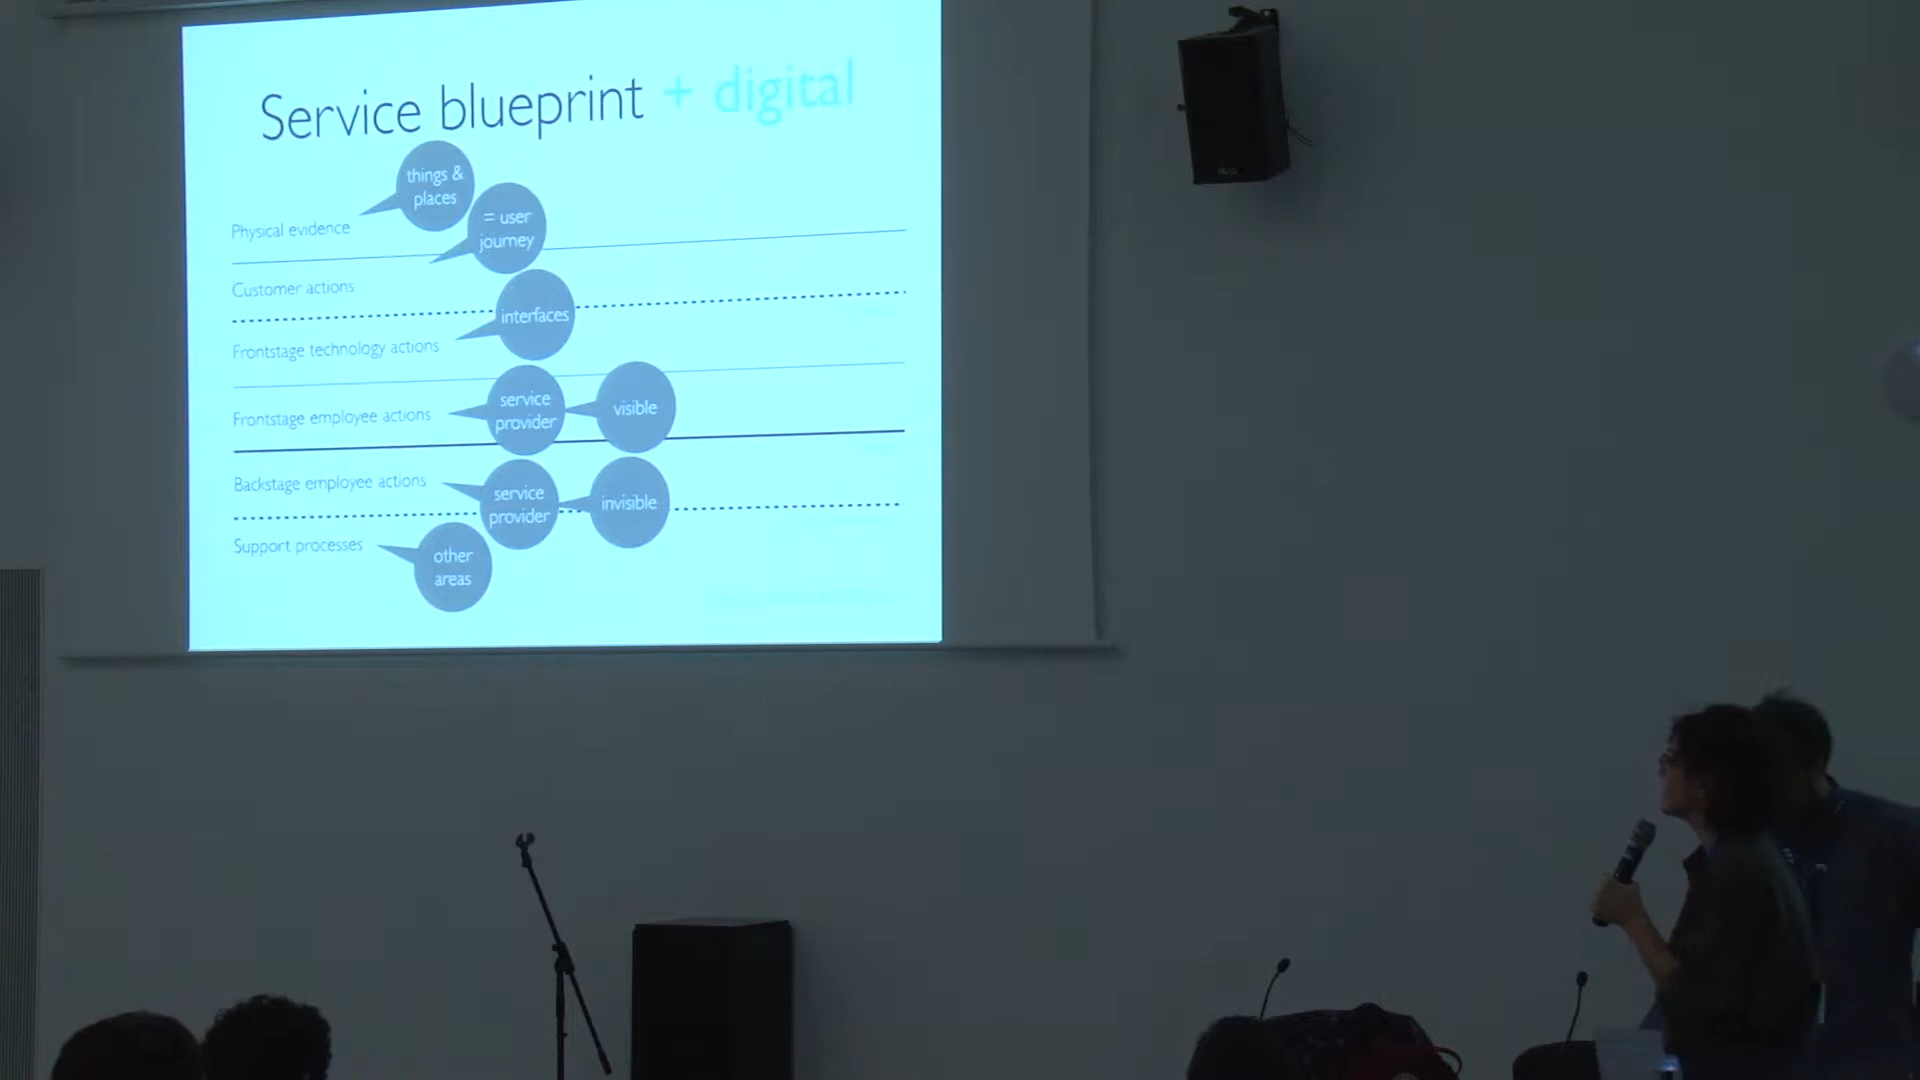 Service blueprint + digital
things &
places
Physical evidence
= user
journey
Customer actions
interfaces
Frontstage technology actions
service
provider
visible
Frontstage employee actions
Backstage employee actions
service
provider
invisible
Support processes
other
areas